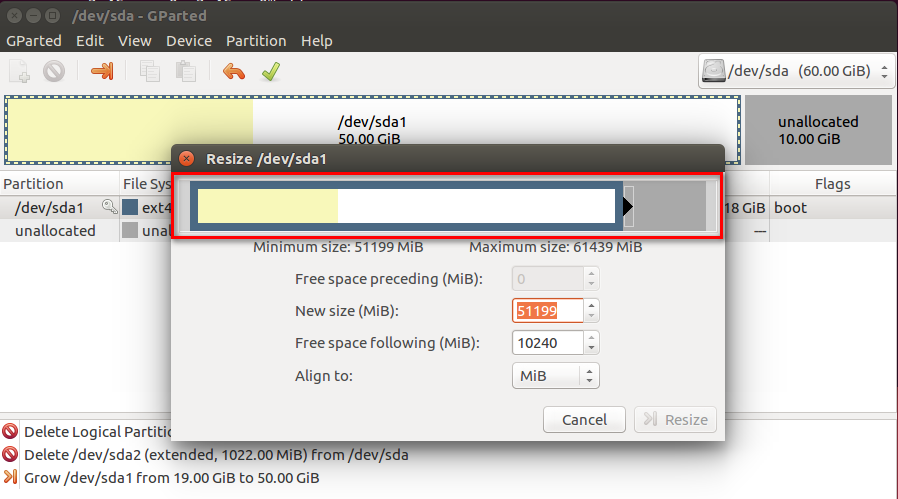 /dev/sda - GParted
GParted Edit View Device Partition Help
/dev/sda (60.00 GiB)
/dev/sda1
50.00 GiB
unallocated
10.00 GiB
Resize /dev/sda1
Partition File Sys Flags
/dev/sda1 ext4 18 GiB boot
unallocated una ---
Minimum size: 51199 MiB Maximum size: 61439 MiB
Free space preceding (MiB): 0
New size (MiB): 51199
Free space following (MiB): 10240
Align to: MiB
Cancel Resize
Delete Logical Partitio
Delete /dev/sda2 (extended, 1022.00 MiB) from /dev/sda
Grow /dev/sda1 from 19.00 GiB to 50.00 GiB